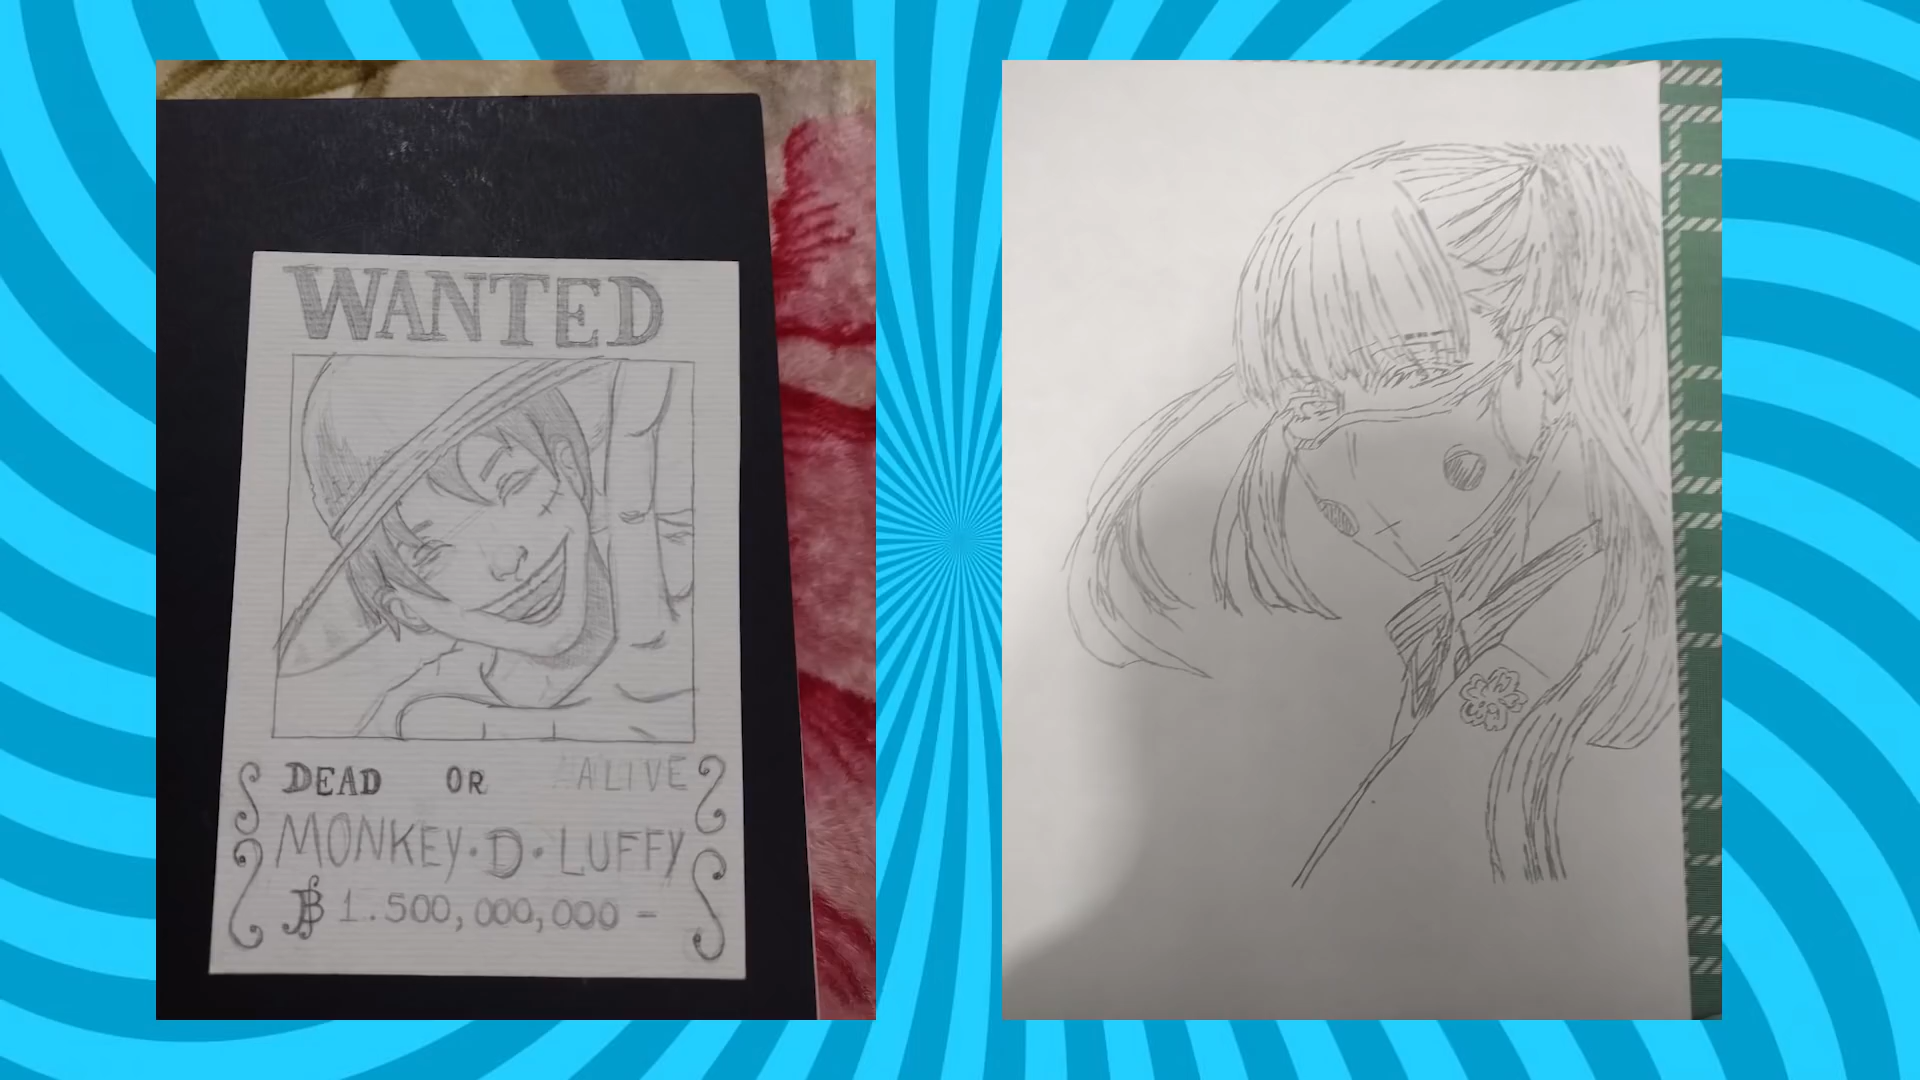 WANTED
DEAD OR ALIVE
MONKEY·D·LUFFY
฿ 1.500,000,000 -